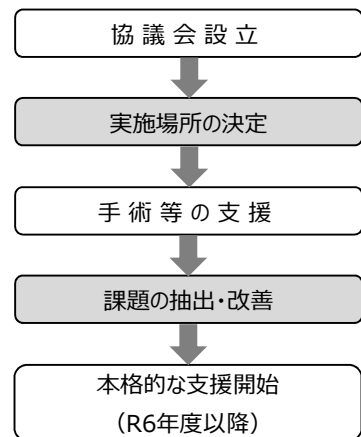 協議会設立
実施場所の決定
手術等の支援
課題の抽出・改善
本格的な支援開始
（R6年度以降）